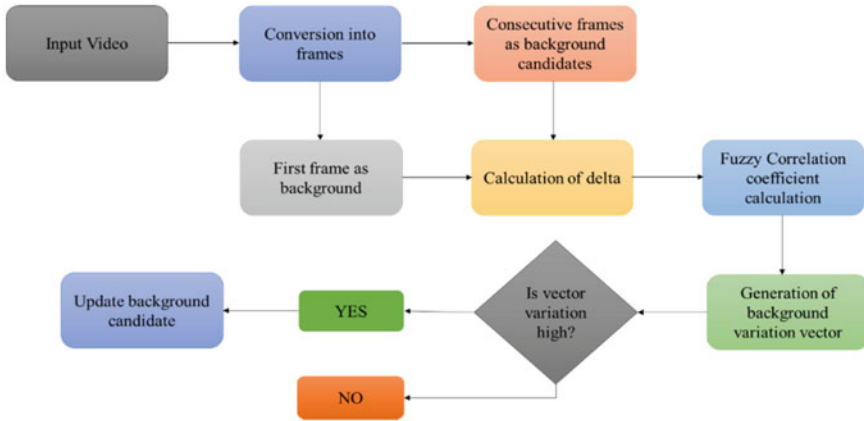 Input Video
Conversion into
frames
Consecutive frames
as background
candidates
First frame as
background
Calculation of delta
Fuzzy Correlation
coefficient
calculation
Update background
candidate
YES
Is vector
variation
high?
Generation of
background
variation vector
NO